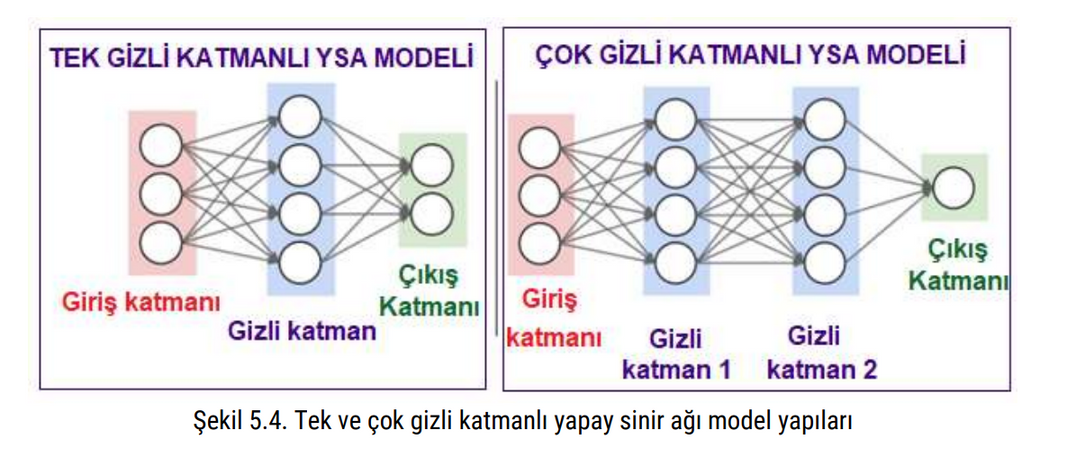 TEK GİZLİ KATMANLI YSA MODELİ
Giriş katmanı
Gizli katman
Çıkış
Katmanı
ÇOK GİZLİ KATMANLI YSA MODELİ
Giriş
katmanı
Gizli
katman 1
Gizli
katman 2
Çıkış
Katmanı
Şekil 5.4. Tek ve çok gizli katmanlı yapay sinir ağı model yapıları